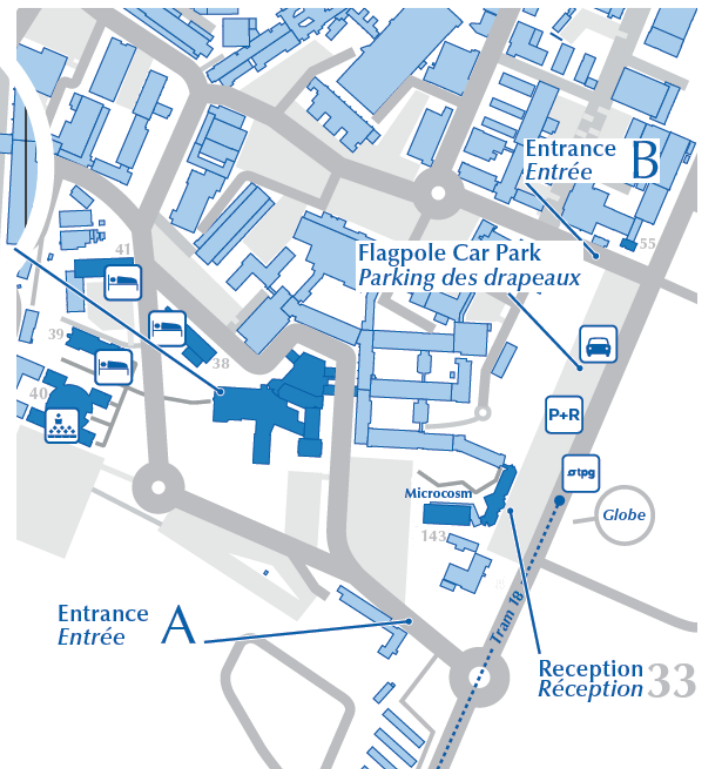 Entrance
Entrée
B
55
Flagpole Car Park
Parking des drapeaux
41
39
38
40
P+R
tpg
Microcosm
143
Globe
Entrance
Entrée
A
Tram 18
Reception
Réception
33